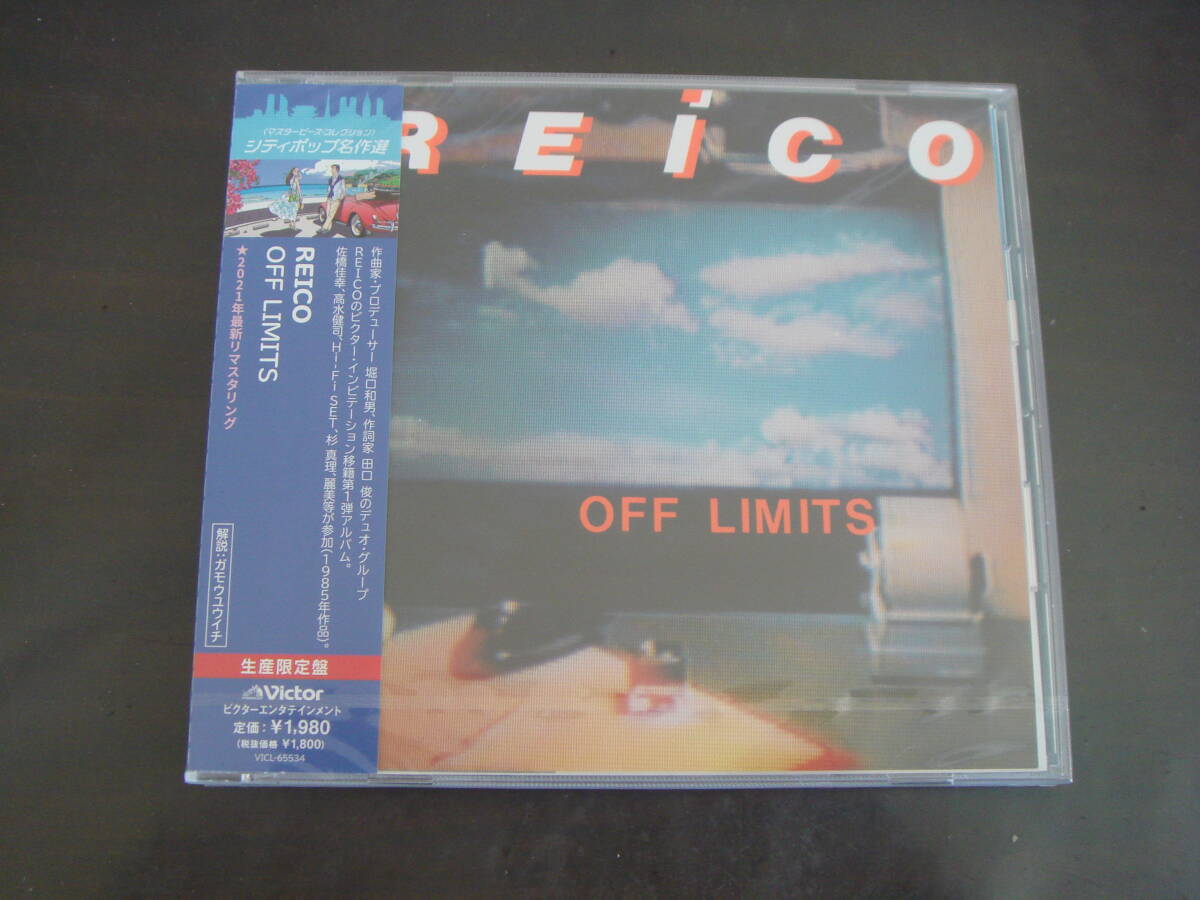 〈マスターピース・コレクション〉
シティポップ名作選
REICO
OFF LIMITS
作曲家・プロデューサー 堀口和男、作詞家 田口 俊のデュオ・グループ
REICOのビクター・インビテーション移籍第1弾アルバム。
佐橋佳幸、高水健司、Hi-Fi SET、杉 真理、麗美等が参加(1985年作品)。
REICO
OFF LIMITS
★2021年最新リマスタリング
解説：ガモウユウイチ
生産限定盤
Victor
ビクターエンタテインメント
定価：¥1,980
(税抜価格 ¥1,800)
VICL-65534